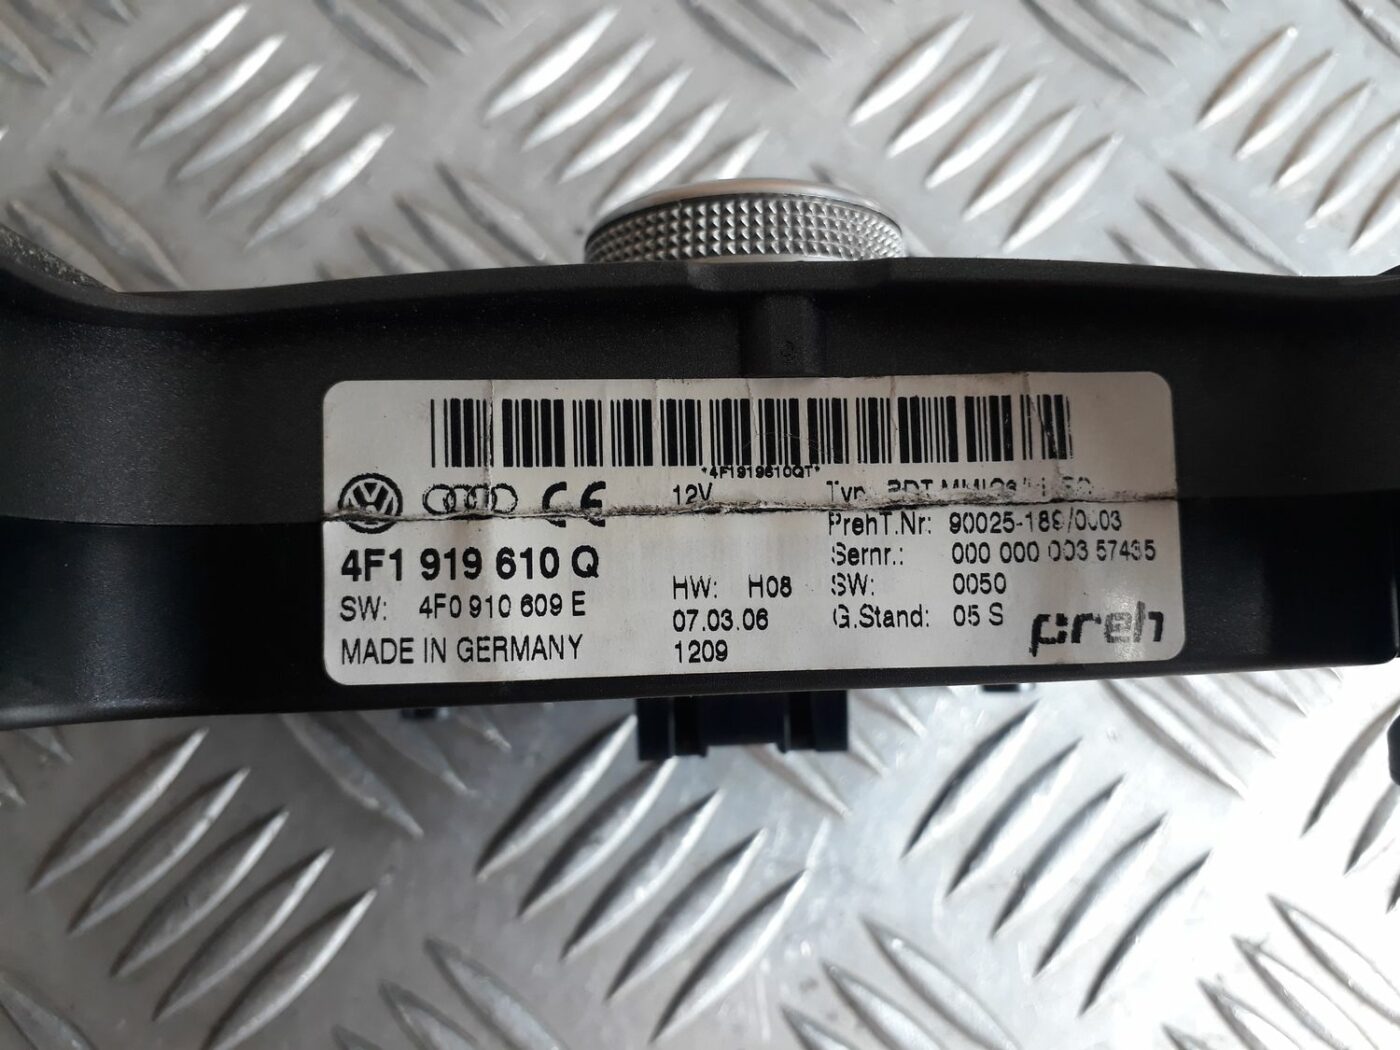 *4F1919610QT*
CE 12V
PrehT.Nr: 90025-189/0003
4F1 919 610 Q
Sernr.: 000 000 003 57435
HW: H08 SW: 0050
SW: 4F0 910 609 E
07.03.06 G.Stand: 05 S
preh
MADE IN GERMANY 1209